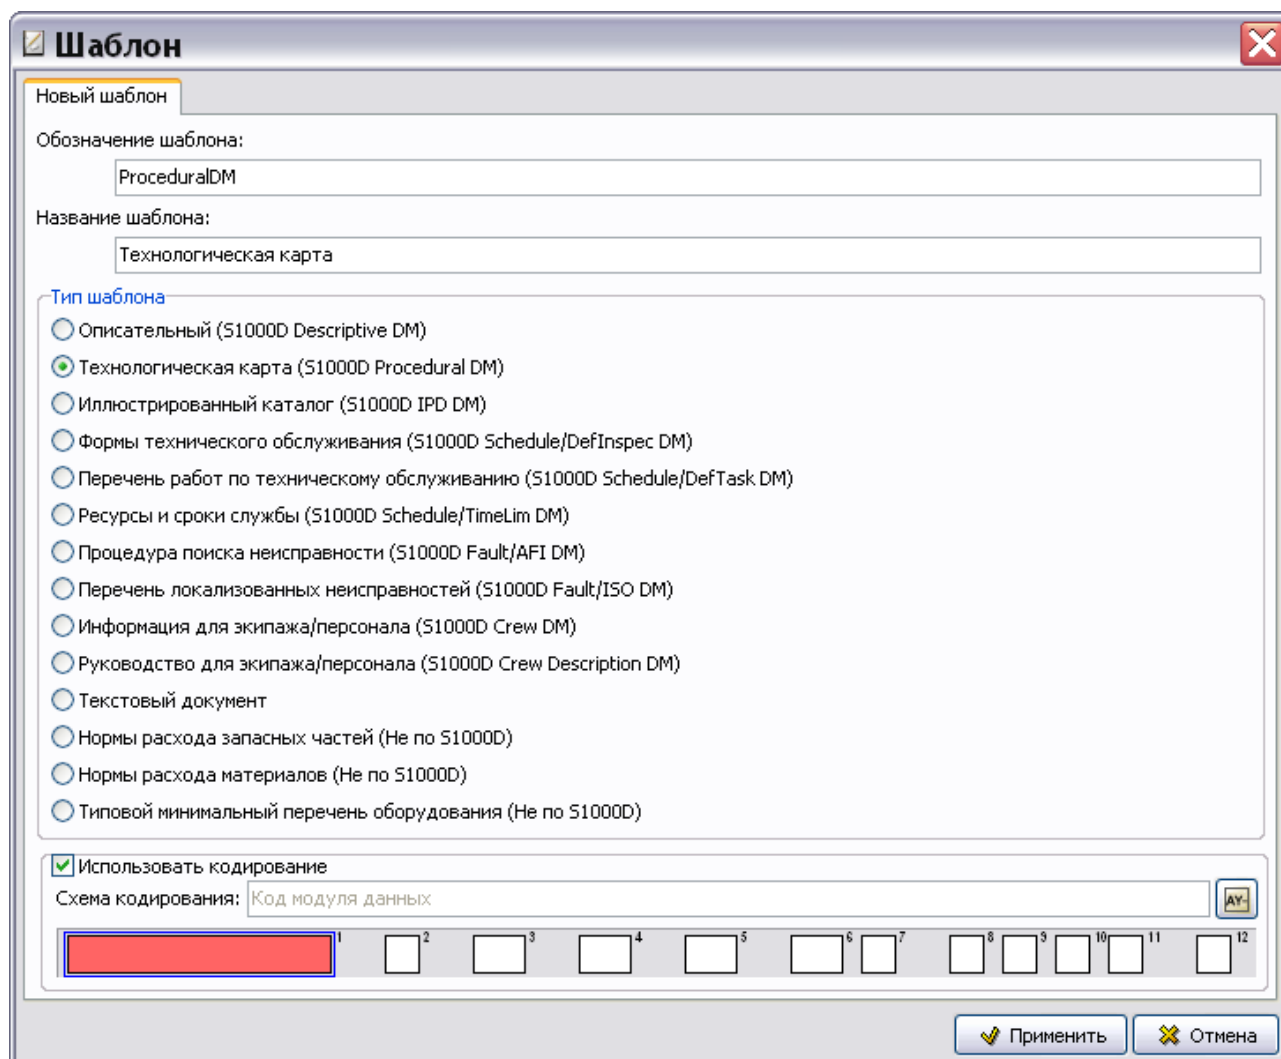 Шаблон
Новый шаблон
Обозначение шаблона:
ProceduralDM
Название шаблона:
Технологическая карта
Тип шаблона
Описательный (S1000D Descriptive DM)
Технологическая карта (S1000D Procedural DM)
Иллюстрированный каталог (S1000D IPD DM)
Формы технического обслуживания (S1000D Schedule/DefInspec DM)
Перечень работ по техническому обслуживанию (S1000D Schedule/DefTask DM)
Ресурсы и сроки службы (S1000D Schedule/TimeLim DM)
Процедура поиска неисправности (S1000D Fault/AFI DM)
Перечень локализованных неисправностей (S1000D Fault/ISO DM)
Информация для экипажа/персонала (S1000D Crew DM)
Руководство для экипажа/персонала (S1000D Crew Description DM)
Текстовый документ
Нормы расхода запасных частей (Не по S1000D)
Нормы расхода материалов (Не по S1000D)
Типовой минимальный перечень оборудования (Не по S1000D)
Использовать кодирование
Схема кодирования: Код модуля данных AY-
1 2 3 4 5 6 7 8 9 10 11 12
Применить Отмена